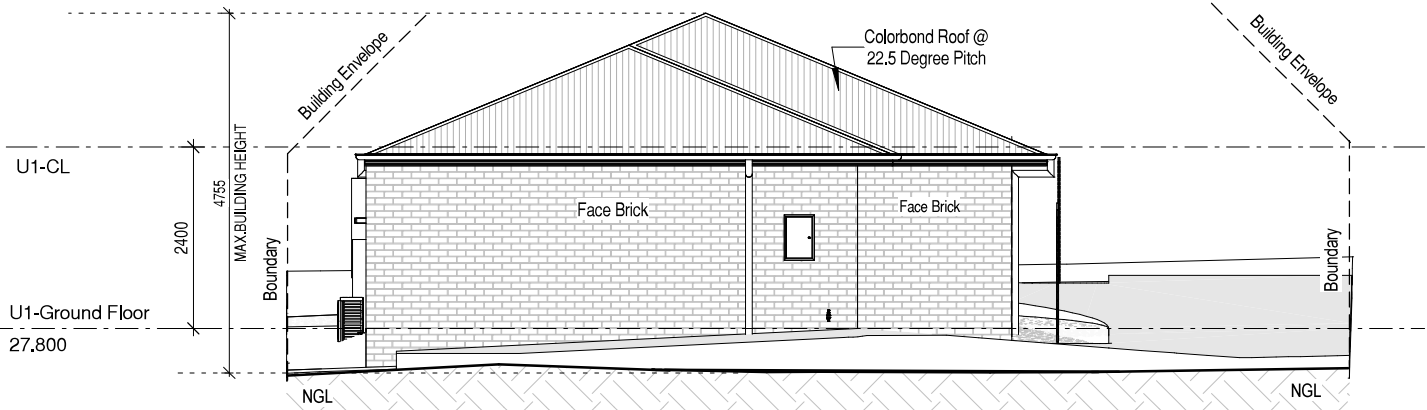 Building Envelope
Colorbond Roof @
22.5 Degree Pitch
Building Envelope
U1-CL
4755
MAX.BUILDING HEIGHT
2400
Face Brick
Face Brick
Boundary
Boundary
U1-Ground Floor
27.800
NGL
NGL